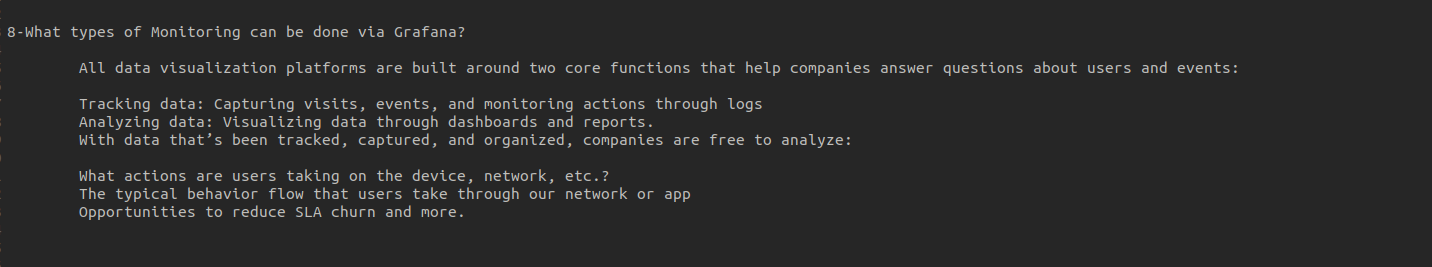 8-What types of Monitoring can be done via Grafana?
All data visualization platforms are built around two core functions that help companies answer questions about users and events:
Tracking data: Capturing visits, events, and monitoring actions through logs
Analyzing data: Visualizing data through dashboards and reports.
With data that’s been tracked, captured, and organized, companies are free to analyze:
What actions are users taking on the device, network, etc.?
The typical behavior flow that users take through our network or app
Opportunities to reduce SLA churn and more.